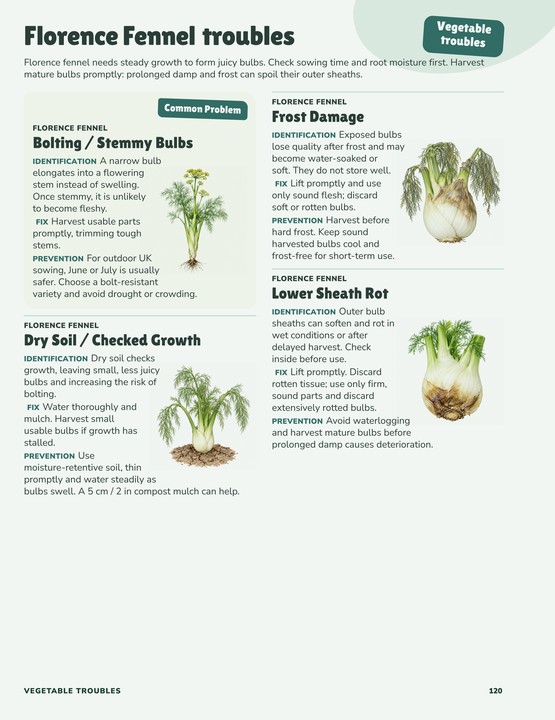 Florence Fennel troubles
Vegetable
troubles
Florence fennel needs steady growth to form juicy bulbs. Check sowing time and root moisture first. Harvest
mature bulbs promptly: prolonged damp and frost can spoil their outer sheaths.
Common Problem
FLORENCE FENNEL
Bolting / Stemmy Bulbs
IDENTIFICATION A narrow bulb
elongates into a flowering
stem instead of swelling.
Once stemmy, it is unlikely
to become fleshy.
FIX Harvest usable parts
promptly, trimming tough
stems.
PREVENTION For outdoor UK
sowing, June or July is usually
safer. Choose a bolt-resistant
variety and avoid drought or crowding.
FLORENCE FENNEL
Dry Soil / Checked Growth
IDENTIFICATION Dry soil checks
growth, leaving small, less juicy
bulbs and increasing the risk of
bolting.
FIX Water thoroughly and
mulch. Harvest small
usable bulbs if growth has
stalled.
PREVENTION Use
moisture-retentive soil, thin
promptly and water steadily as
bulbs swell. A 5 cm / 2 in compost mulch can help.
FLORENCE FENNEL
Frost Damage
IDENTIFICATION Exposed bulbs
lose quality after frost and may
become water-soaked or
soft. They do not store well.
FIX Lift promptly and use
only sound flesh; discard
soft or rotten bulbs.
PREVENTION Harvest before
hard frost. Keep sound
harvested bulbs cool and
frost-free for short-term use.
FLORENCE FENNEL
Lower Sheath Rot
IDENTIFICATION Outer bulb
sheaths can soften and rot in
wet conditions or after
delayed harvest. Check
inside before use.
FIX Lift promptly. Discard
rotten tissue; use only firm,
sound parts and discard
extensively rotted bulbs.
PREVENTION Avoid waterlogging
and harvest mature bulbs before
prolonged damp causes deterioration.
VEGETABLE TROUBLES
120